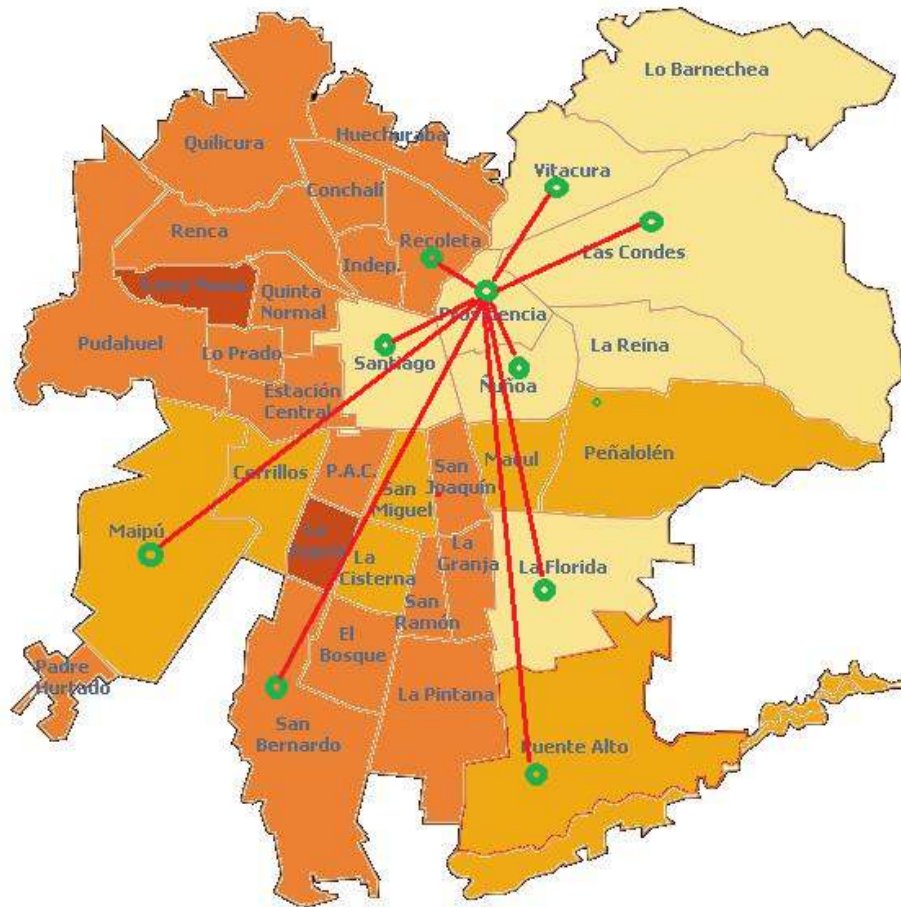 Lo Barnechea
Huechuraba
Quilicura
Vitacura
Conchalí
Renca
Recoleta
Las Condes
Indep.
Quinta
Normal
Providencia
Pudahuel
Lo Prado
Santiago
La Reina
Ñuñoa
Estación
Central
Cerrillos
P.A.C.
San
Joaquín
Macul
Peñalolén
San
Miguel
Maipú
La
Cisterna
La
Granja
La Florida
San
Ramón
El
Bosque
Padre
Hurtado
La Pintana
San
Bernardo
Puente Alto